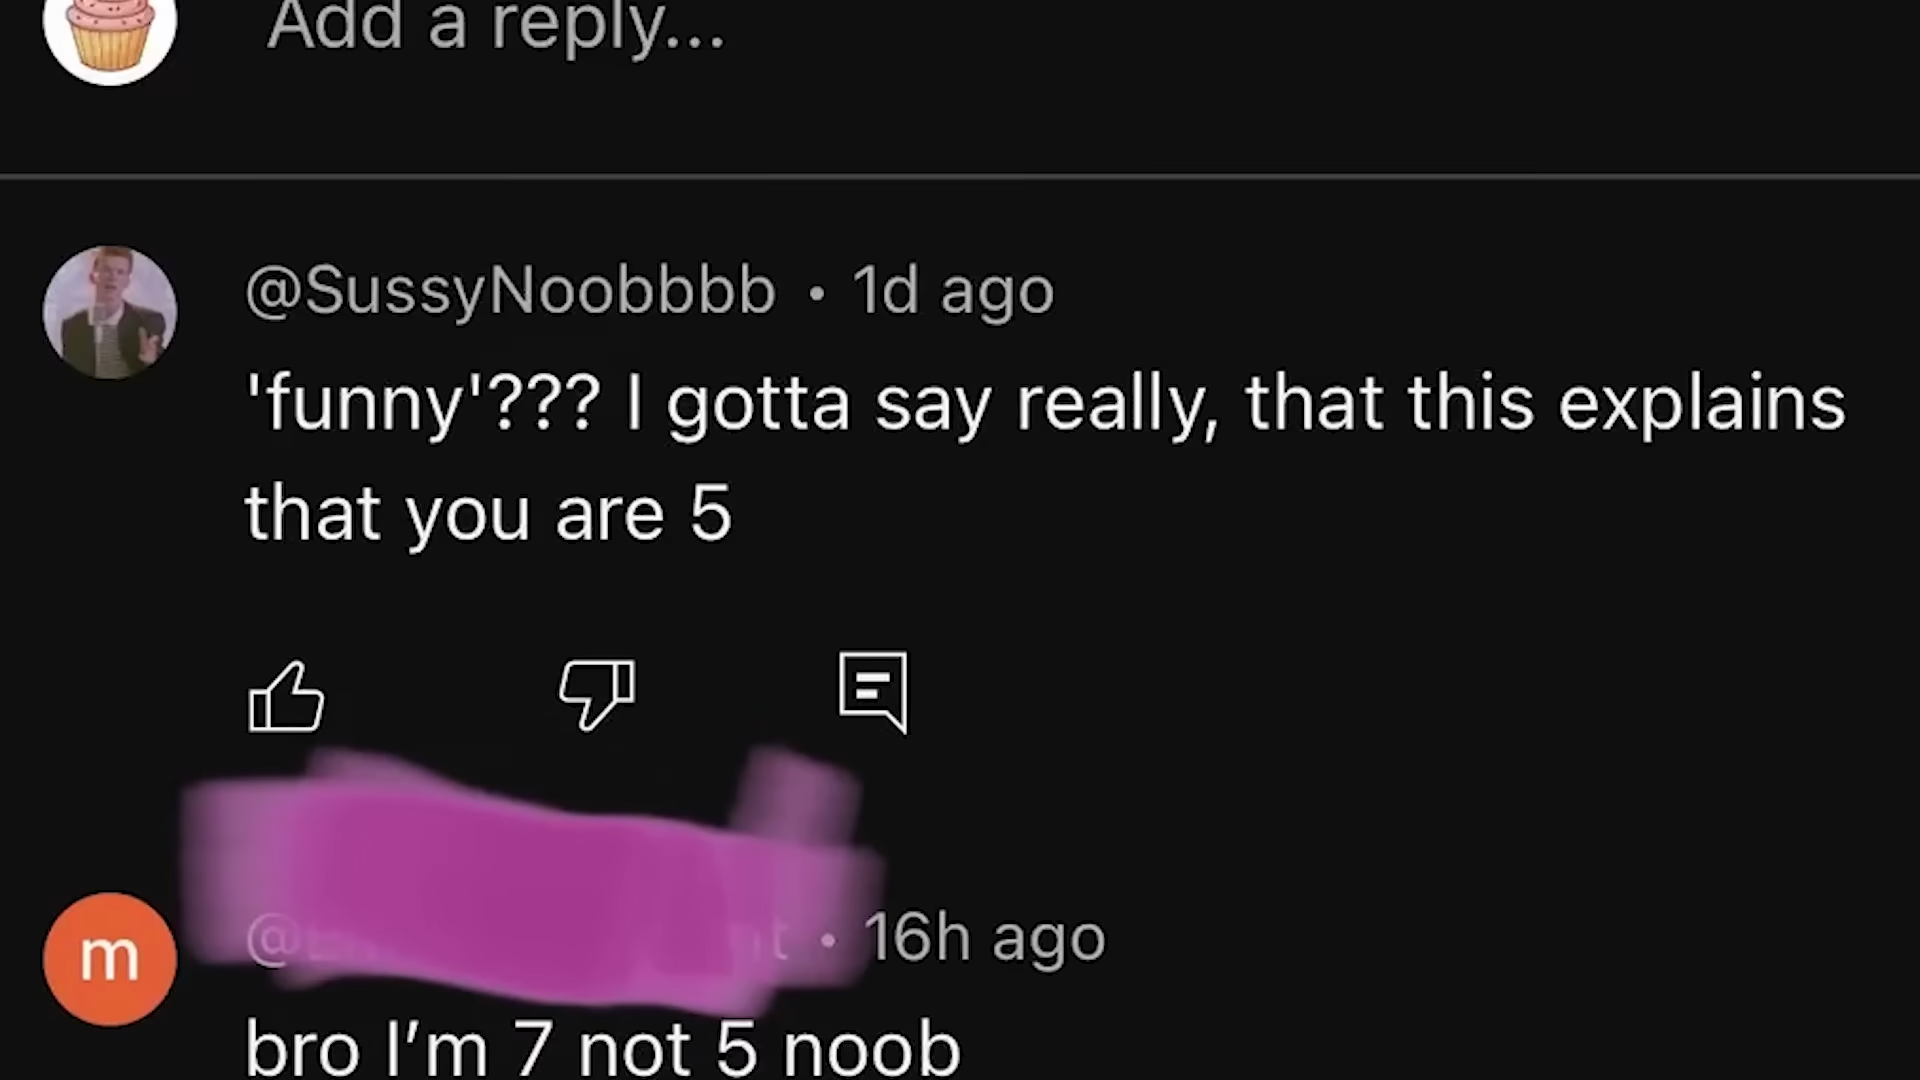 Add a reply...
@SussyNoobbbb • 1d ago
'funny'??? I gotta say really, that this explains
that you are 5
m
• 16h ago
bro I'm 7 not 5 noob